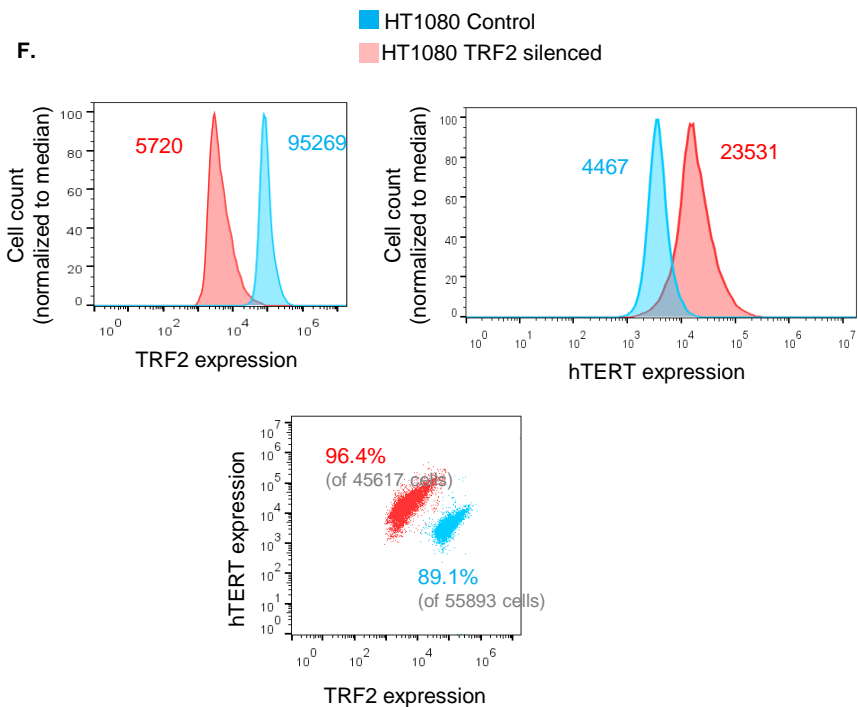 HT1080 Control
F.
HT1080 TRF2 silenced
Cell count
(normalized to median)
100
80
60
40
20
0
5720
95269
10^0 10^2 10^4 10^6
TRF2 expression
Cell count
(normalized to median)
100
80
60
40
20
0
4467
23531
10^0 10^1 10^2 10^3 10^4 10^5 10^6 10^7
hTERT expression
hTERT expression
10^7
10^6
10^5
10^4
10^3
10^2
10^1
10^0
96.4%
(of 45617 cells)
89.1%
(of 55893 cells)
10^0 10^2 10^4 10^6
TRF2 expression